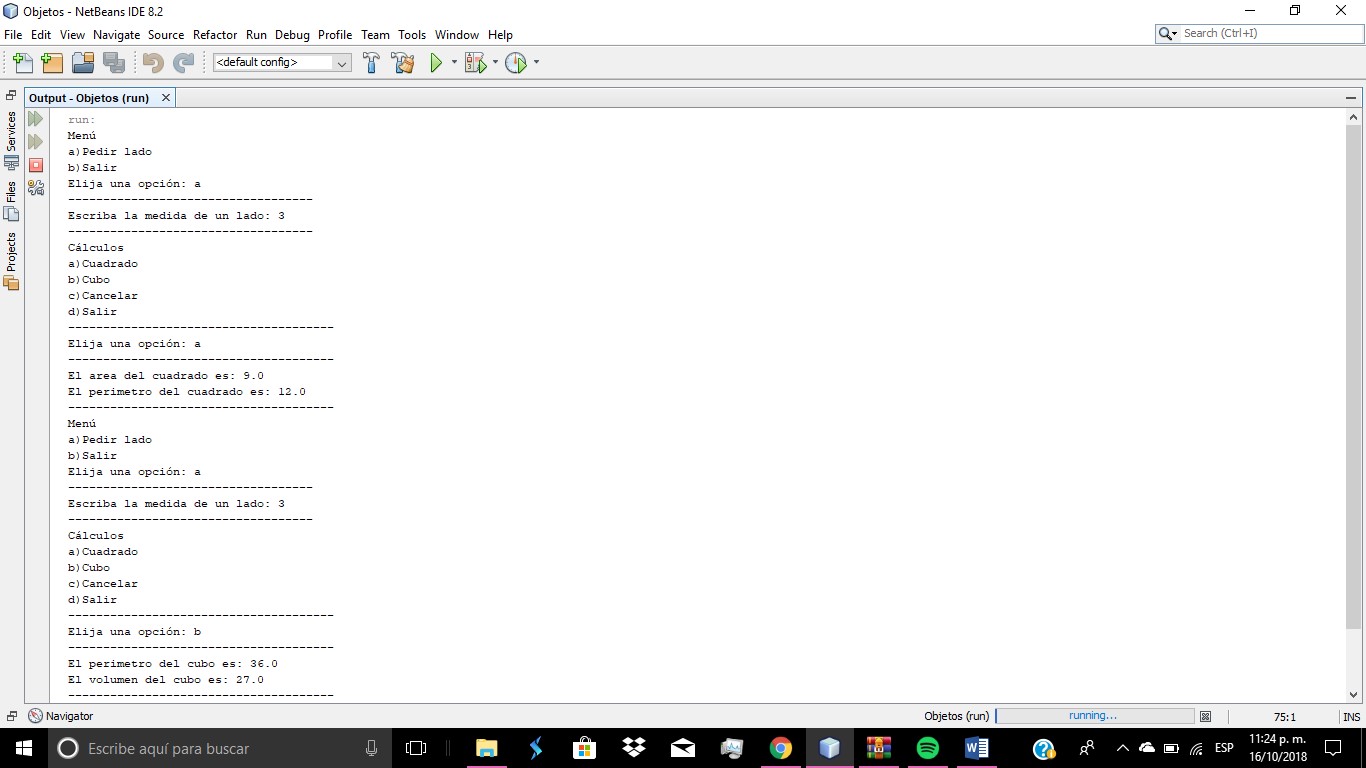 Objetos - NetBeans IDE 8.2
File Edit View Navigate Source Refactor Run Debug Profile Team Tools Window Help
Search (Ctrl+I)
<default config>
Output - Objetos (run)
Services
Files
Projects
run:
Menú
a)Pedir lado
b)Salir
Elija una opción: a
-----------------------------------
Escriba la medida de un lado: 3
-----------------------------------
Cálculos
a)Cuadrado
b)Cubo
c)Cancelar
d)Salir
--------------------------------------
Elija una opción: a
--------------------------------------
El area del cuadrado es: 9.0
El perimetro del cuadrado es: 12.0
--------------------------------------
Menú
a)Pedir lado
b)Salir
Elija una opción: a
-----------------------------------
Escriba la medida de un lado: 3
-----------------------------------
Cálculos
a)Cuadrado
b)Cubo
c)Cancelar
d)Salir
--------------------------------------
Elija una opción: b
--------------------------------------
El perimetro del cubo es: 36.0
El volumen del cubo es: 27.0
--------------------------------------
Navigator
Objetos (run)
running...
75:1
INS
Escribe aquí para buscar
ESP
11:24 p. m.
16/10/2018